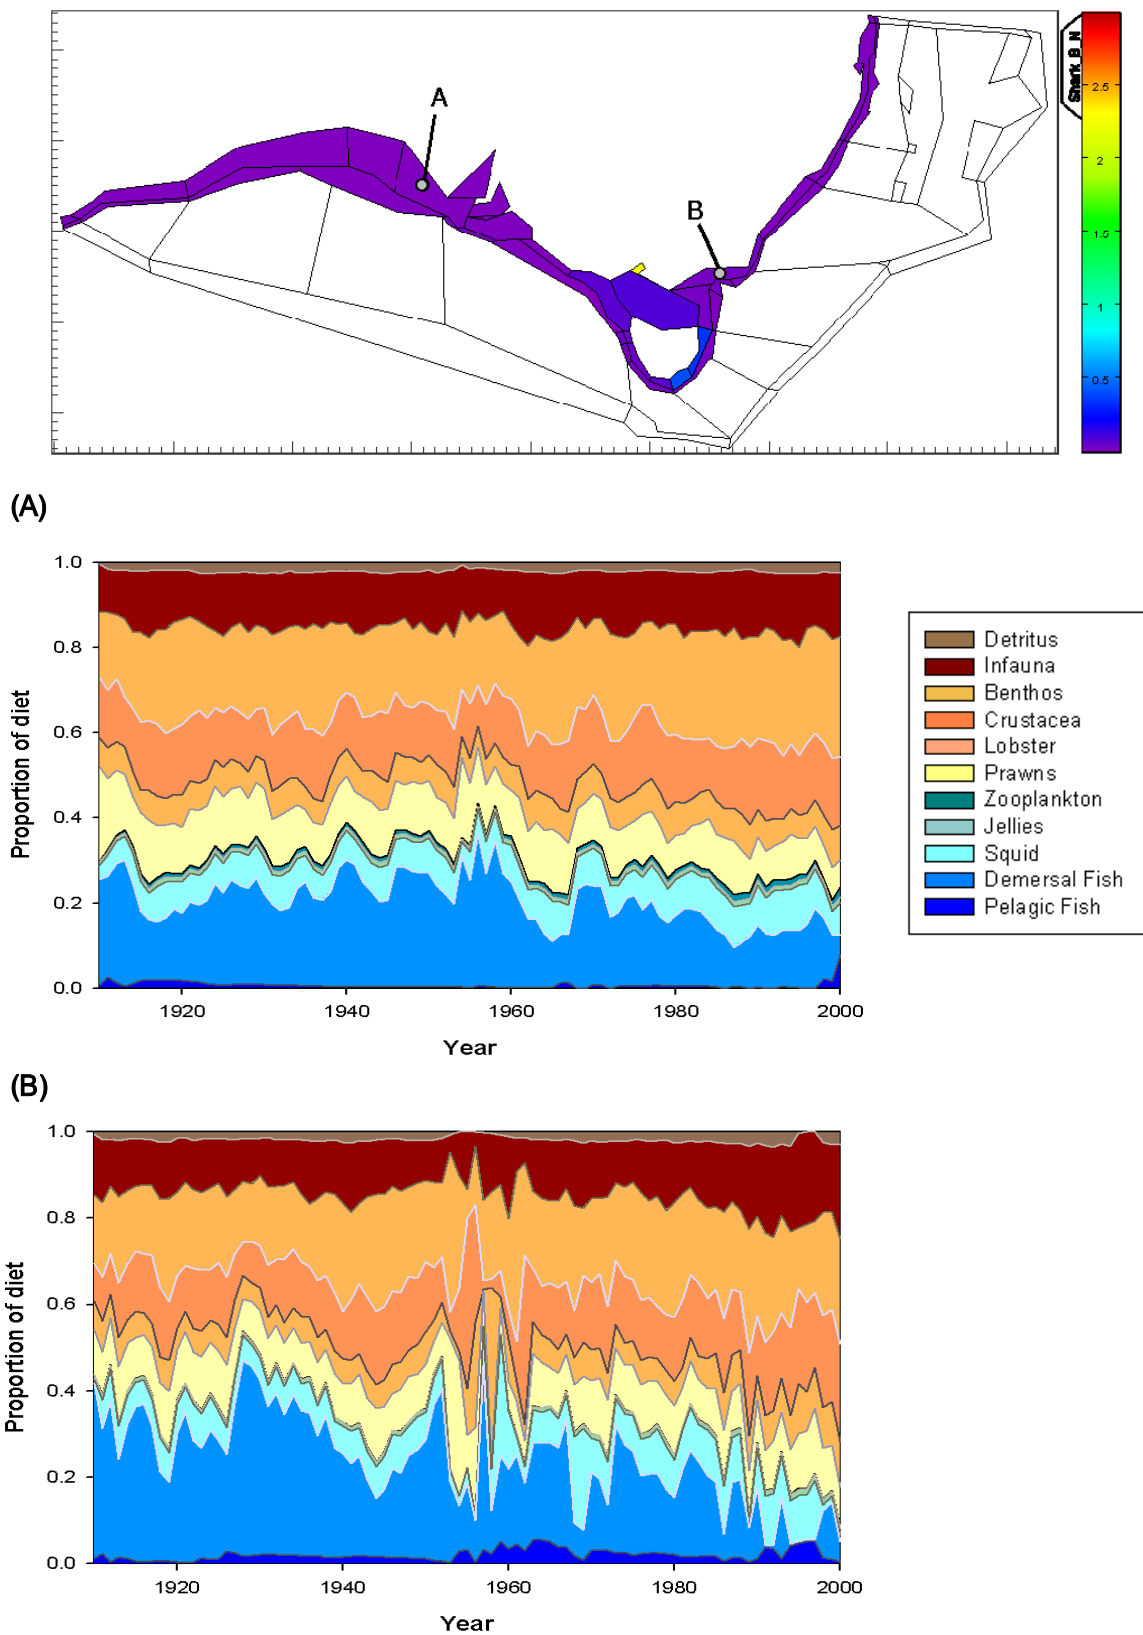 A
B
Shark_B_N
2.5
2
1.5
1
0.5
(A)
1.0
0.8
0.6
0.4
0.2
0.0
Proportion of diet
1920
1940
1960
1980
2000
Year
Detritus
Infauna
Benthos
Crustacea
Lobster
Prawns
Zooplankton
Jellies
Squid
Demersal Fish
Pelagic Fish
(B)
1.0
0.8
0.6
0.4
0.2
0.0
Proportion of diet
1920
1940
1960
1980
2000
Year